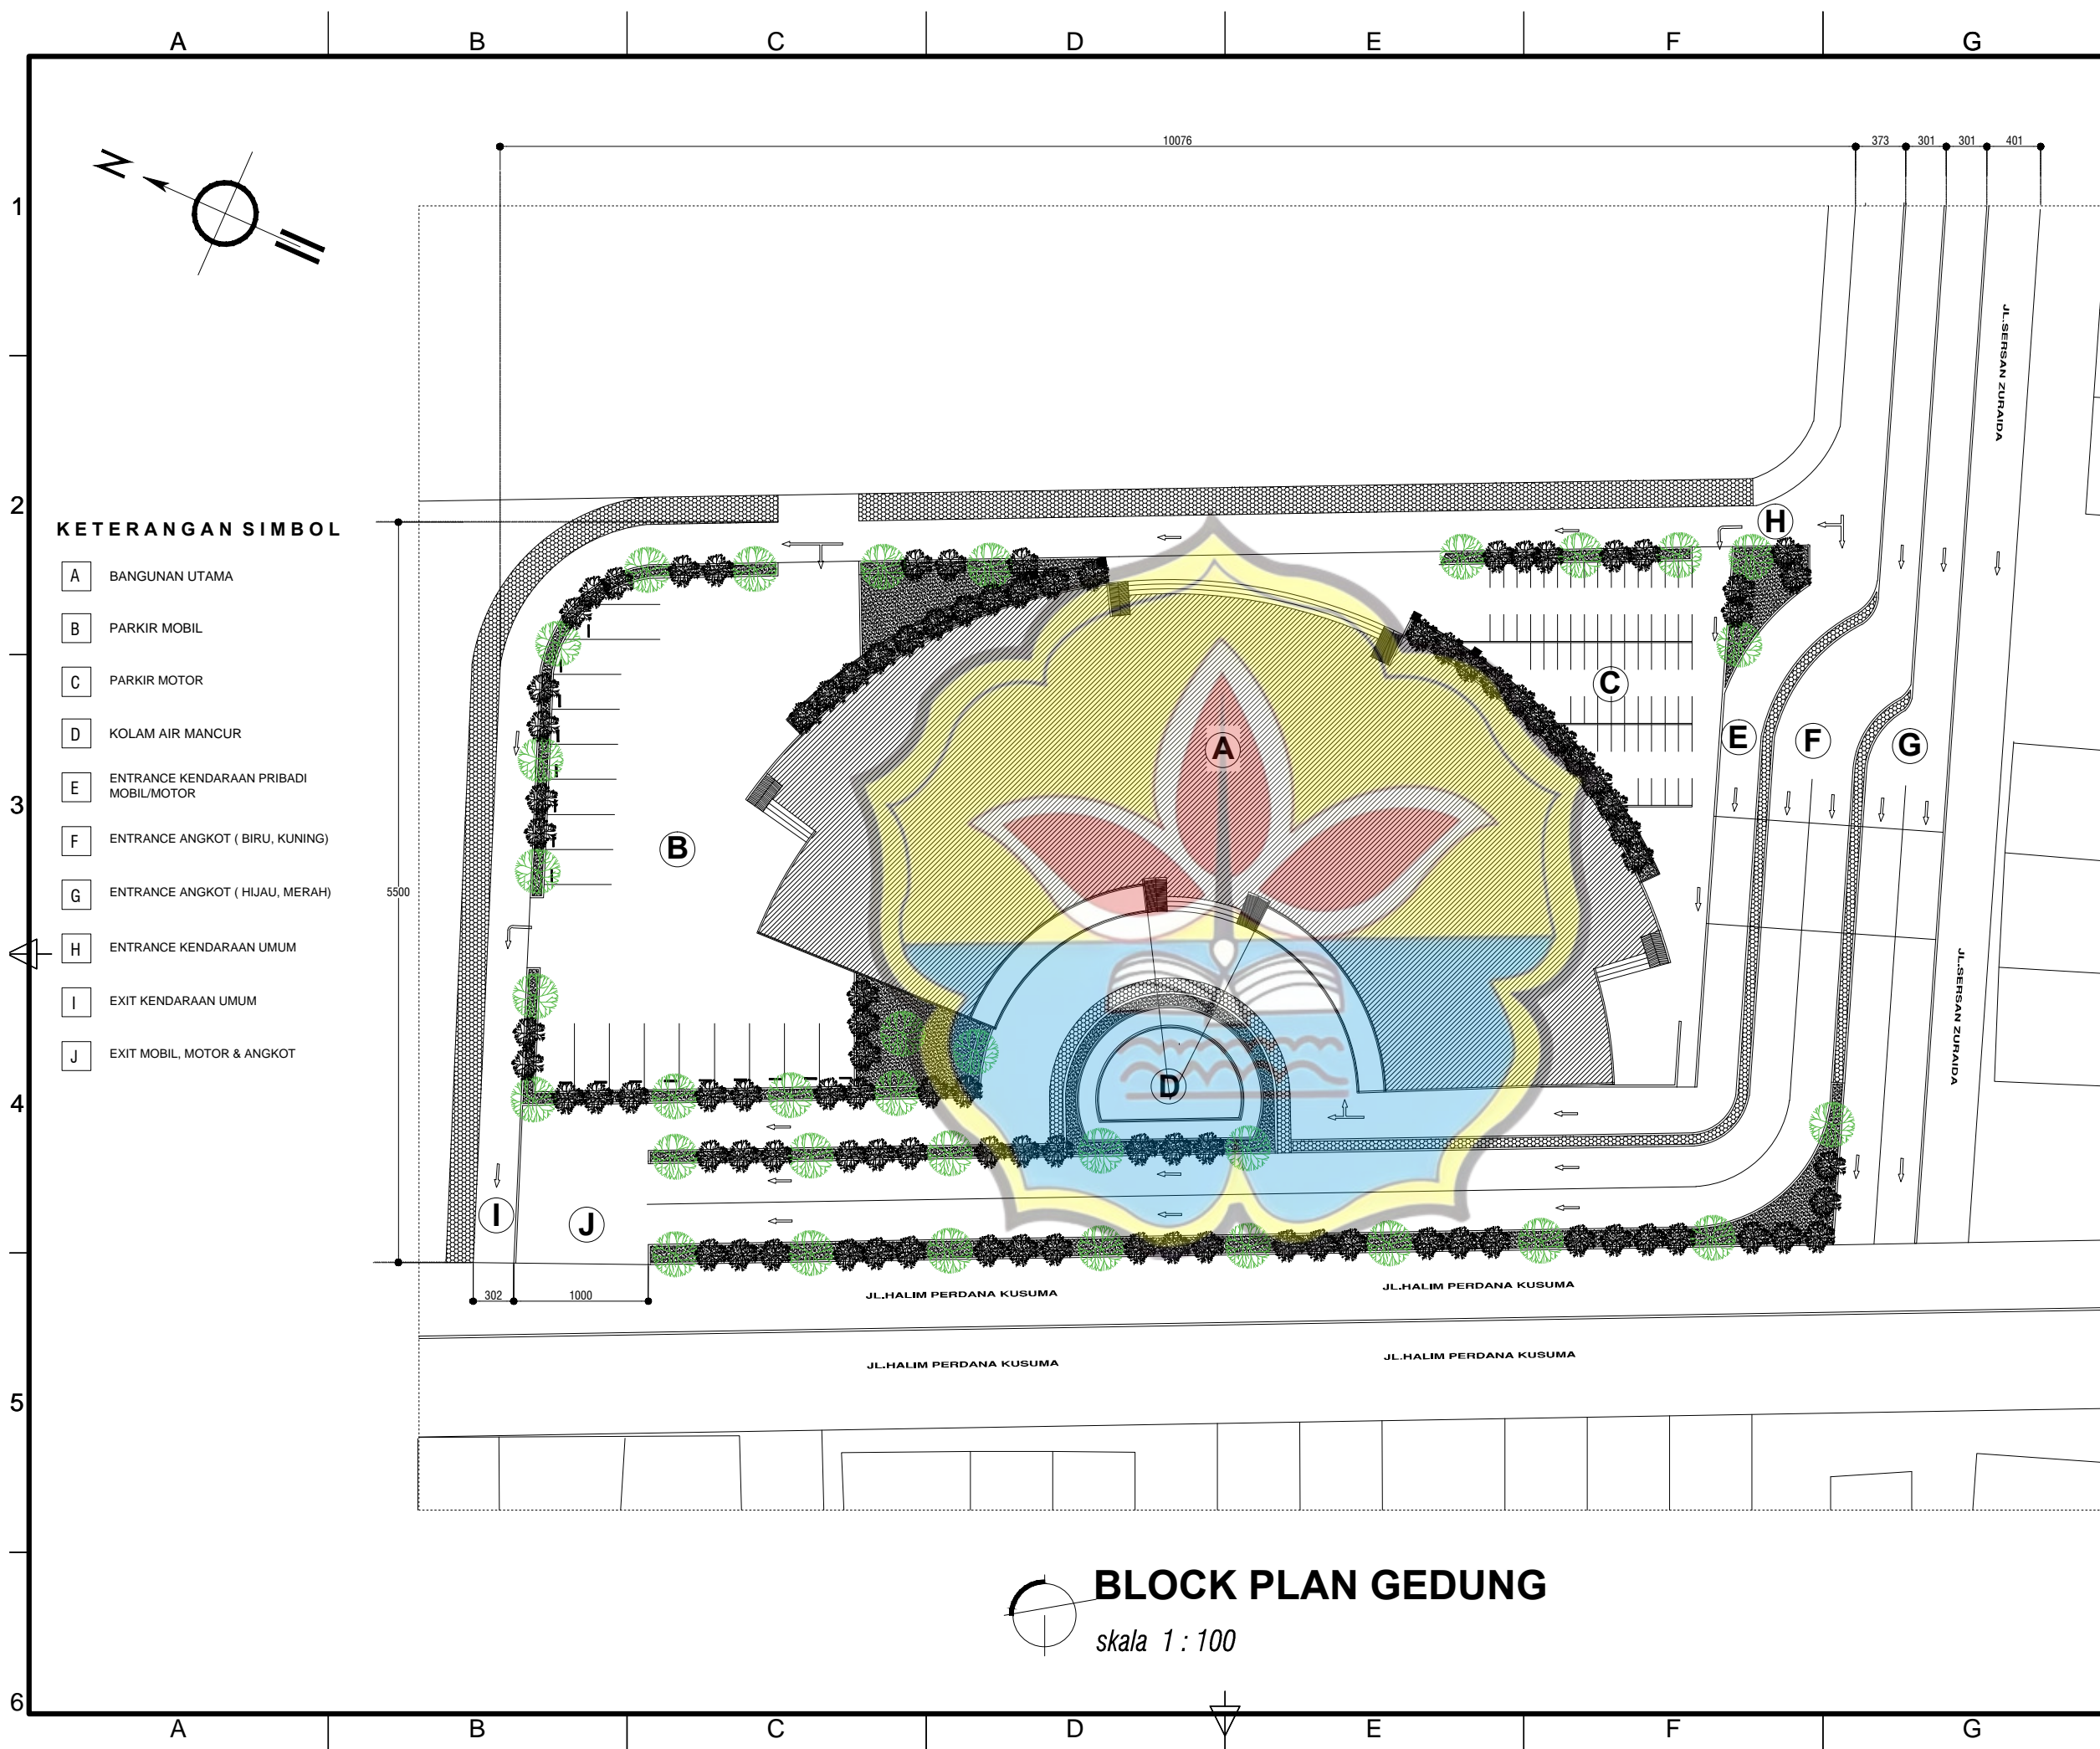 A B C D E F G
10076 373 301 301 401
N
1
JL.SERSAN ZURAIDA
2
KETERANGAN SIMBOL
H
A BANGUNAN UTAMA
B PARKIR MOBIL
C PARKIR MOTOR
C
D KOLAM AIR MANCUR
A
E F G
E ENTRANCE KENDARAAN PRIBADI
MOBIL/MOTOR
3
F ENTRANCE ANGKOT ( BIRU, KUNING)
B
G ENTRANCE ANGKOT ( HIJAU, MERAH)
5500
H ENTRANCE KENDARAAN UMUM
I EXIT KENDARAAN UMUM
JL.SERSAN ZURAIDA
J EXIT MOBIL, MOTOR & ANGKOT
D
4
I J
302 1000
JL.HALIM PERDANA KUSUMA JL.HALIM PERDANA KUSUMA
JL.HALIM PERDANA KUSUMA JL.HALIM PERDANA KUSUMA
5
BLOCK PLAN GEDUNG
skala 1 : 100
6
A B C D E F G